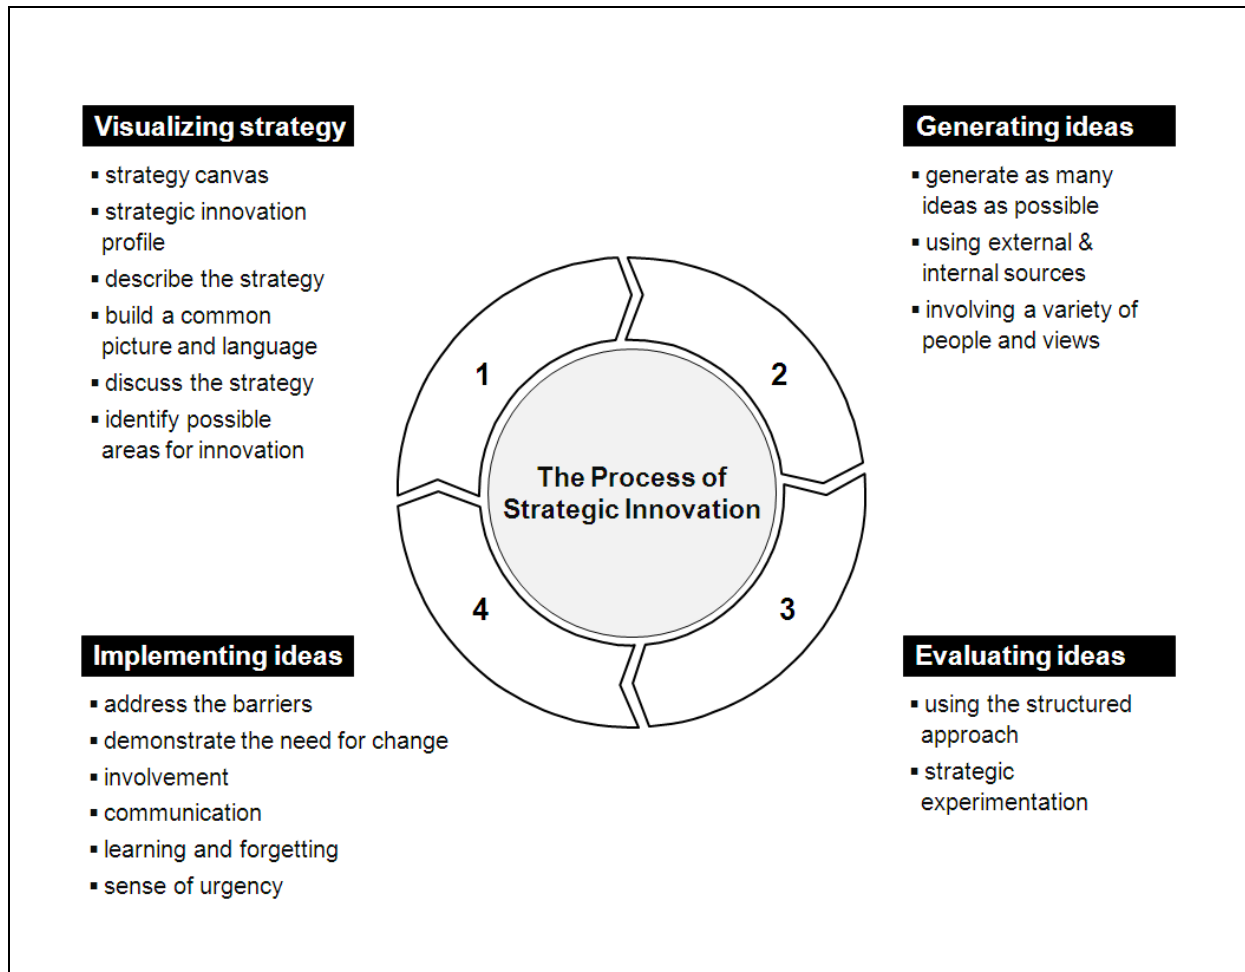 Visualizing strategy
▪ strategy canvas
▪ strategic innovation
profile
▪ describe the strategy
▪ build a common
picture and language
▪ discuss the strategy
▪ identify possible
areas for innovation
Generating ideas
▪ generate as many
ideas as possible
▪ using external &
internal sources
▪ involving a variety of
people and views
1
2
The Process of
Strategic Innovation
4
3
Implementing ideas
▪ address the barriers
▪ demonstrate the need for change
▪ involvement
▪ communication
▪ learning and forgetting
▪ sense of urgency
Evaluating ideas
▪ using the structured
approach
▪ strategic
experimentation